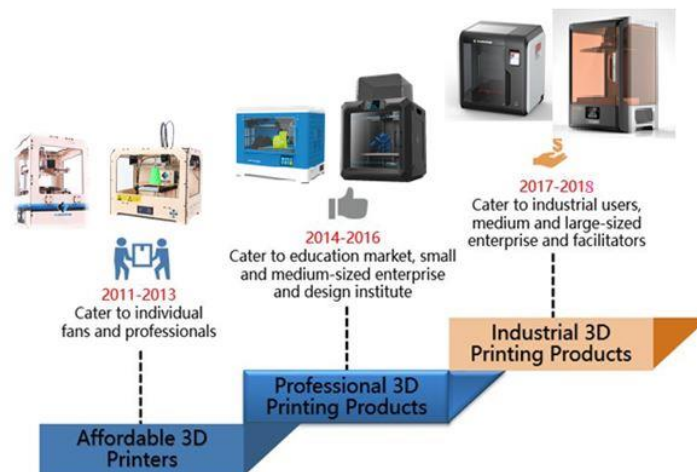 2011-2013
Cater to individual
fans and professionals
Affordable 3D
Printers
2014-2016
Cater to education market, small
and medium-sized enterprise
and design institute
Professional 3D
Printing Products
2017-2018
Cater to industrial users,
medium and large-sized
enterprise and facilitators
Industrial 3D
Printing Products